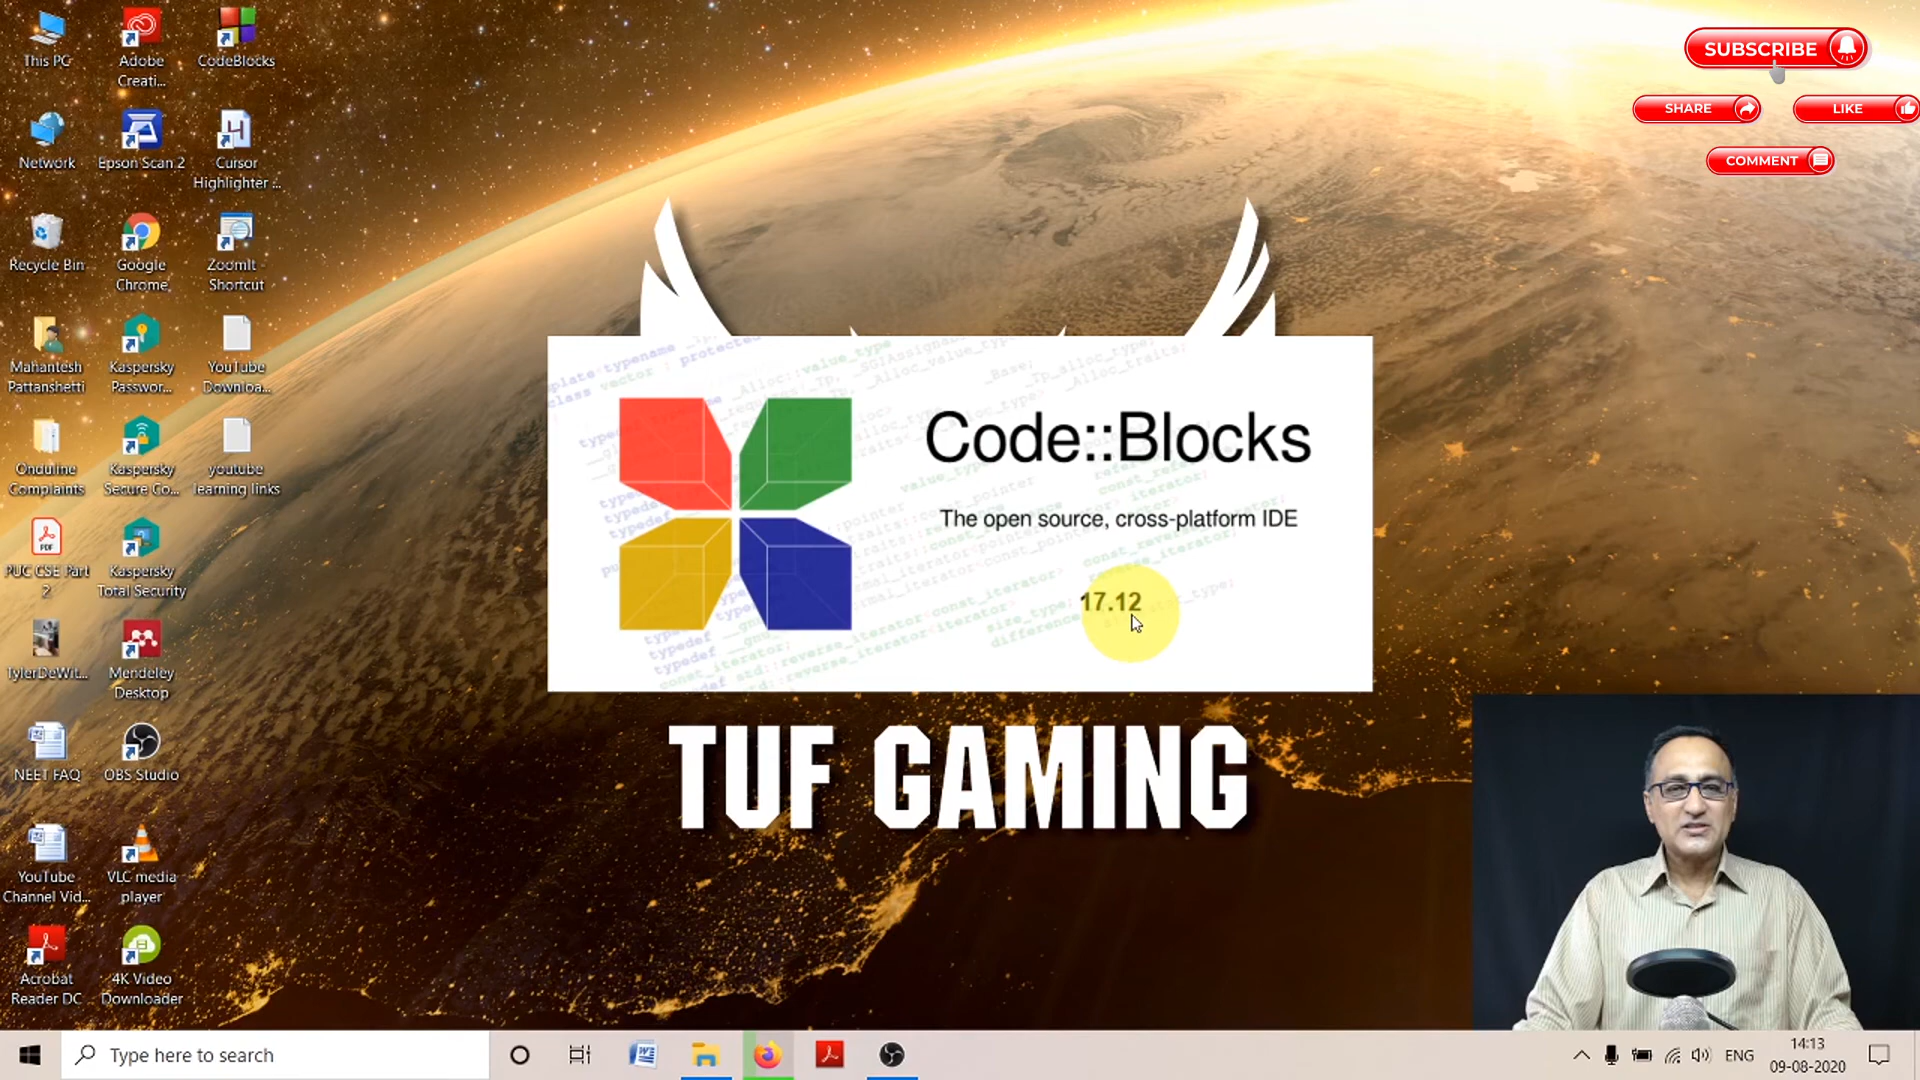 This PC
Adobe
Creati...
CodeBlocks
Network
Epson Scan 2
Cursor
Highlighter ...
Recycle Bin
Google
Chrome
ZoomIt -
Shortcut
Mahantesh
Pattanshetti
Kaspersky
Passwor...
YouTube
Downloa...
Onduline
Complaints
Kaspersky
Secure Co...
youtube
learning links
PUC CSE Part
2
Kaspersky
Total Security
TylerDeWit...
Mendeley
Desktop
NEET FAQ
OBS Studio
YouTube
Channel Vid...
VLC media
player
Acrobat
Reader DC
4K Video
Downloader
SUBSCRIBE
SHARE
LIKE
COMMENT
Code::Blocks
The open source, cross-platform IDE
17.12
TUF GAMING
Type here to search
ENG
14:13
09-08-2020